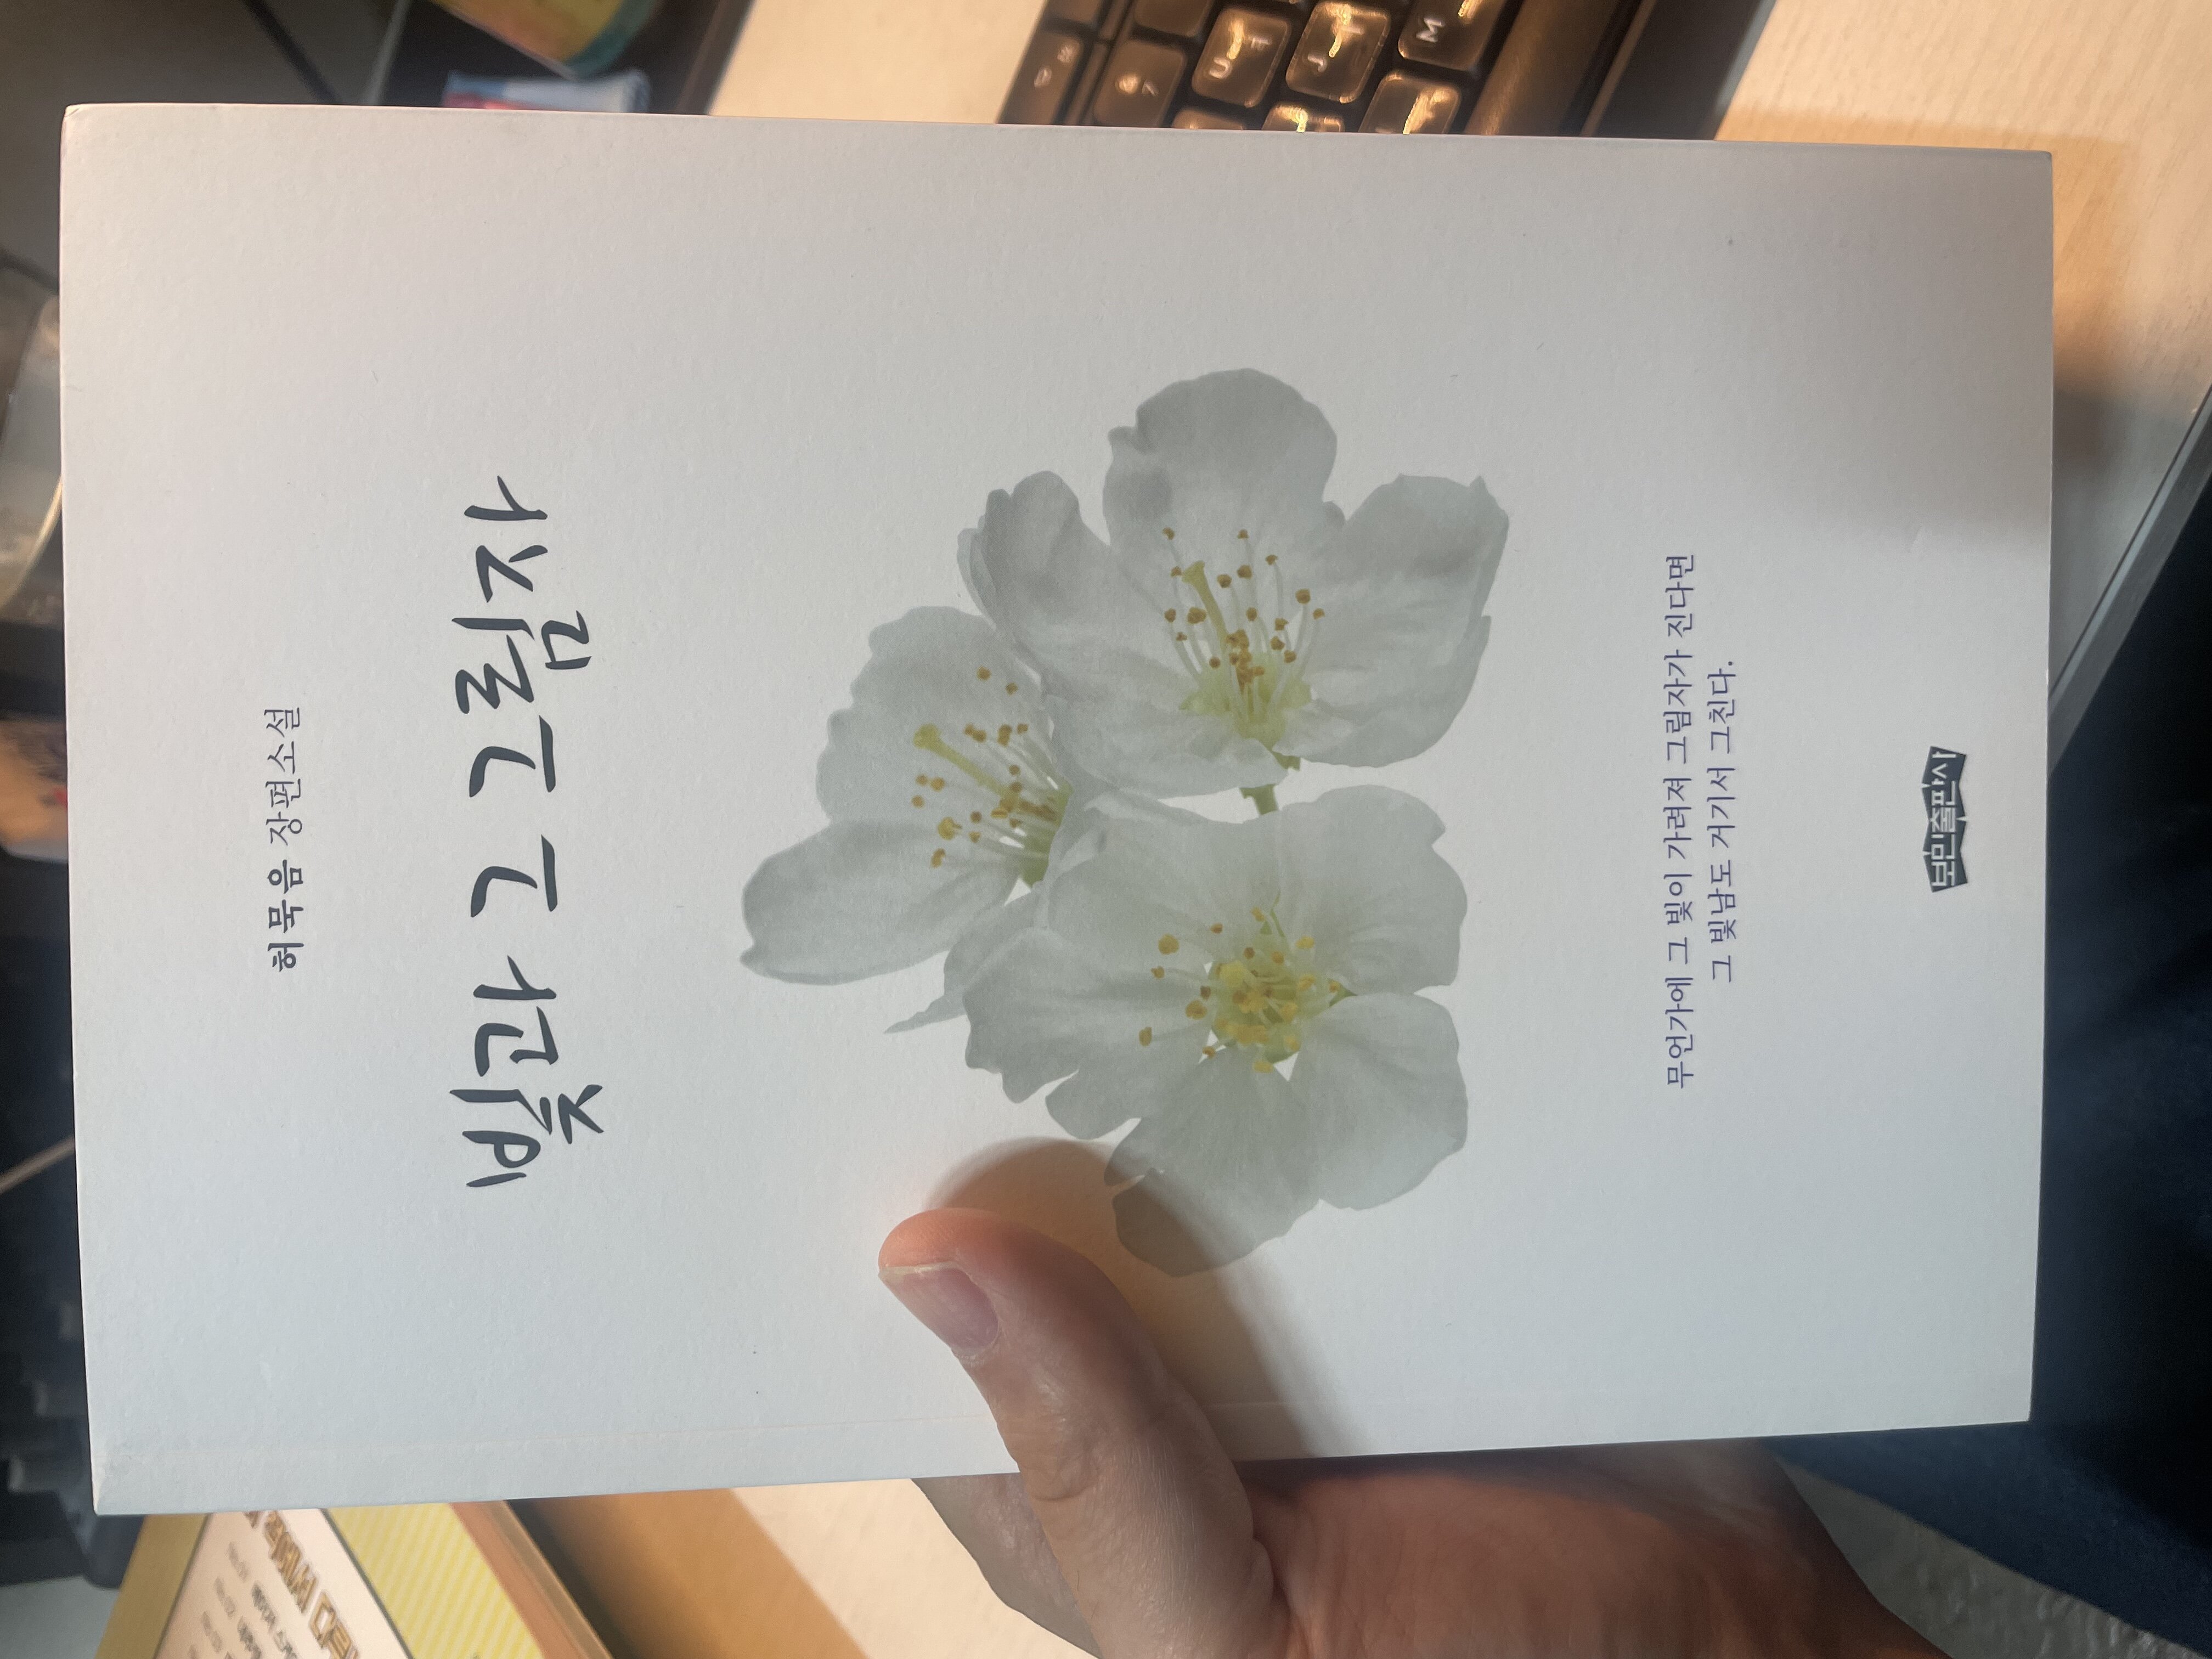 허묵음 장편소설
빛과 그 그림자
무언가에 그 빛이 가려져 그림자가 진다면
그 빛남도 거기서 그친다.
보민출판사
U
J
M
7
8